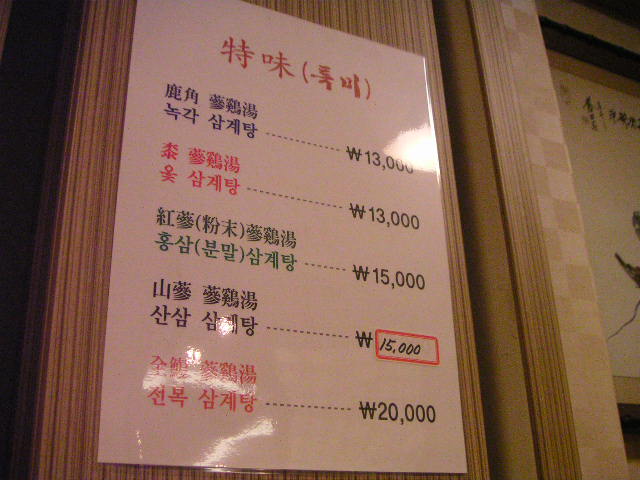 特味(특미)
鹿角 蔘鷄湯
녹각 삼계탕 ₩13,000
桼 蔘鷄湯
옻 삼계탕 ₩13,000
紅蔘(粉末)蔘鷄湯
홍삼(분말)삼계탕 ₩15,000
山蔘 蔘鷄湯
산삼 삼계탕 ₩15,000
全鰒 蔘鷄湯
전복 삼계탕 ₩20,000